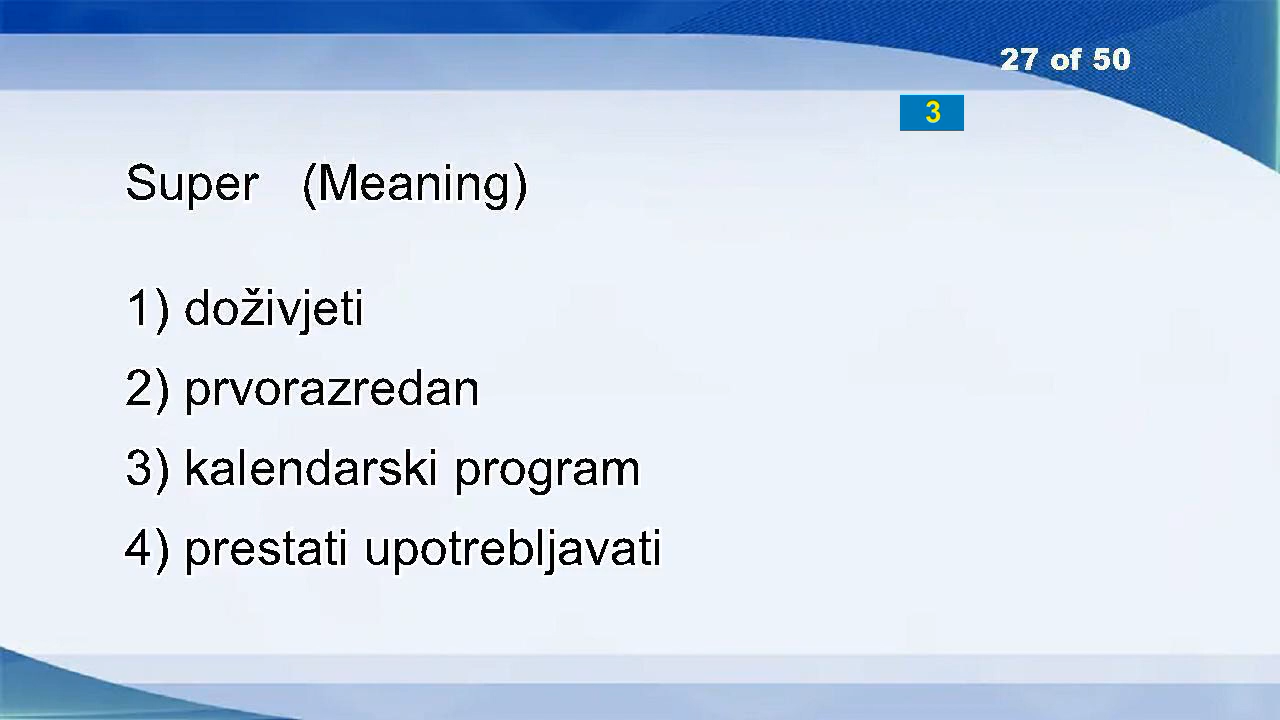 27 of 50
3
Super (Meaning)
1) doživjeti
2) prvorazredan
3) kalendarski program
4) prestati upotrebljavati